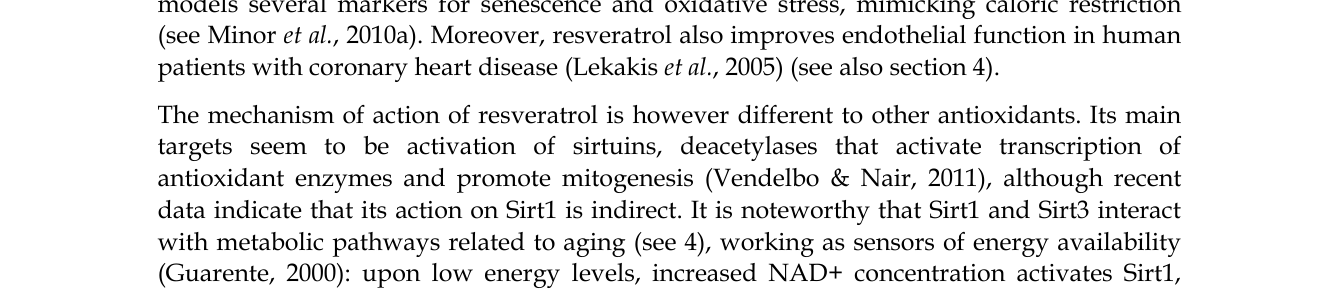 models several markers for senescence and oxidative stress, mimicking caloric restriction
(see Minor et al., 2010a). Moreover, resveratrol also improves endothelial function in human
patients with coronary heart disease (Lekakis et al., 2005) (see also section 4).
The mechanism of action of resveratrol is however different to other antioxidants. Its main
targets seem to be activation of sirtuins, deacetylases that activate transcription of
antioxidant enzymes and promote mitogenesis (Vendelbo & Nair, 2011), although recent
data indicate that its action on Sirt1 is indirect. It is noteworthy that Sirt1 and Sirt3 interact
with metabolic pathways related to aging (see 4), working as sensors of energy availability
(Guarente, 2000): upon low energy levels, increased NAD+ concentration activates Sirt1,